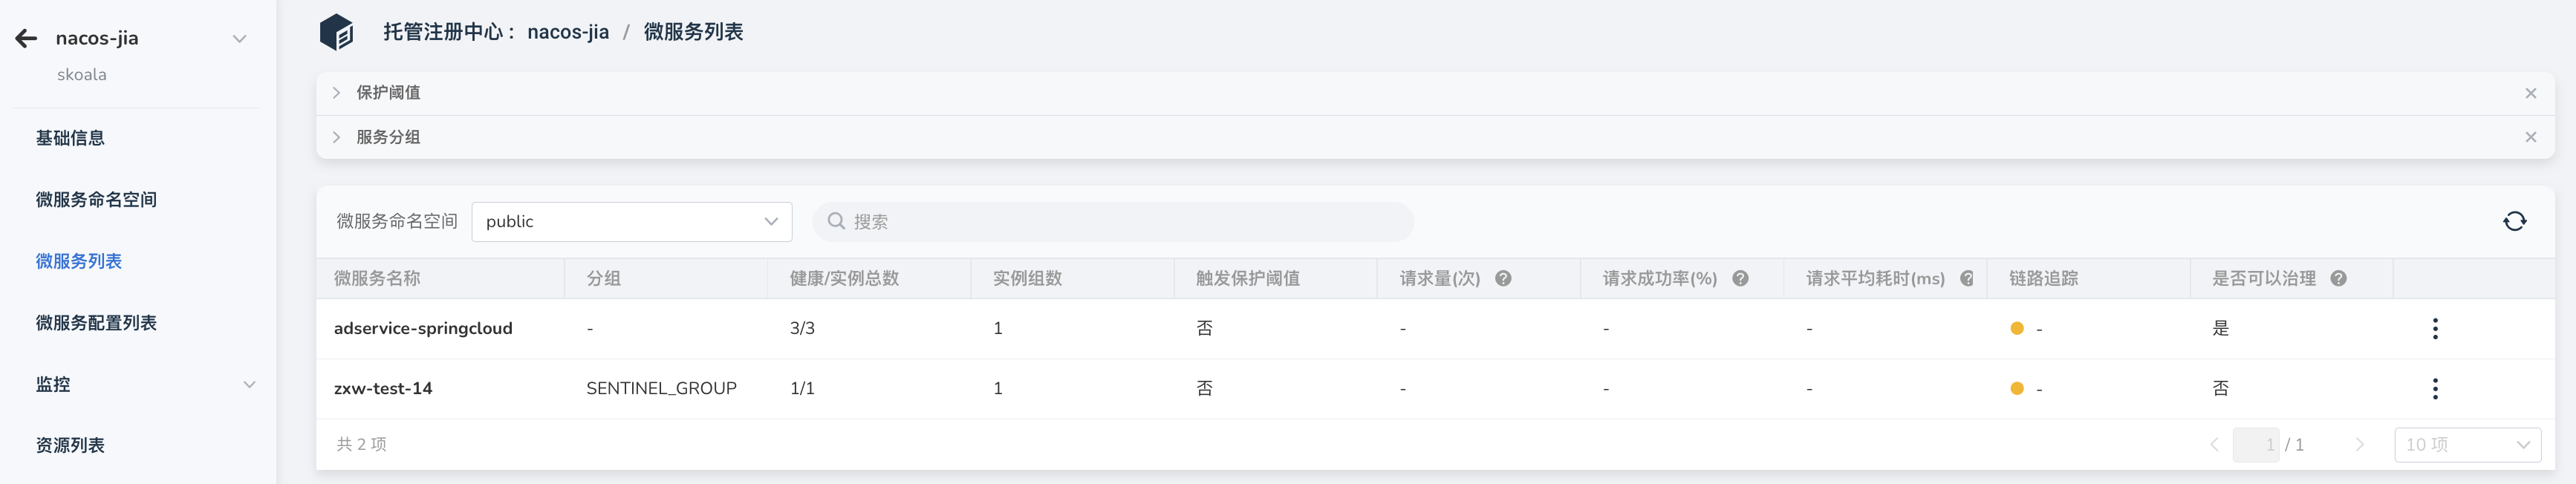 nacos-jia
skoala
基础信息
微服务命名空间
微服务列表
微服务配置列表
监控
资源列表
托管注册中心： nacos-jia / 微服务列表
保护阈值
服务分组
微服务命名空间 public 搜索
微服务名称 分组 健康/实例总数 实例组数 触发保护阈值 请求量(次) 请求成功率(%) 请求平均耗时(ms) 链路追踪 是否可以治理
adservice-springcloud - 3/3 1 否 - - - - 是
zxw-test-14 SENTINEL_GROUP 1/1 1 否 - - - - 否
共 2 项 1 / 1 10 项